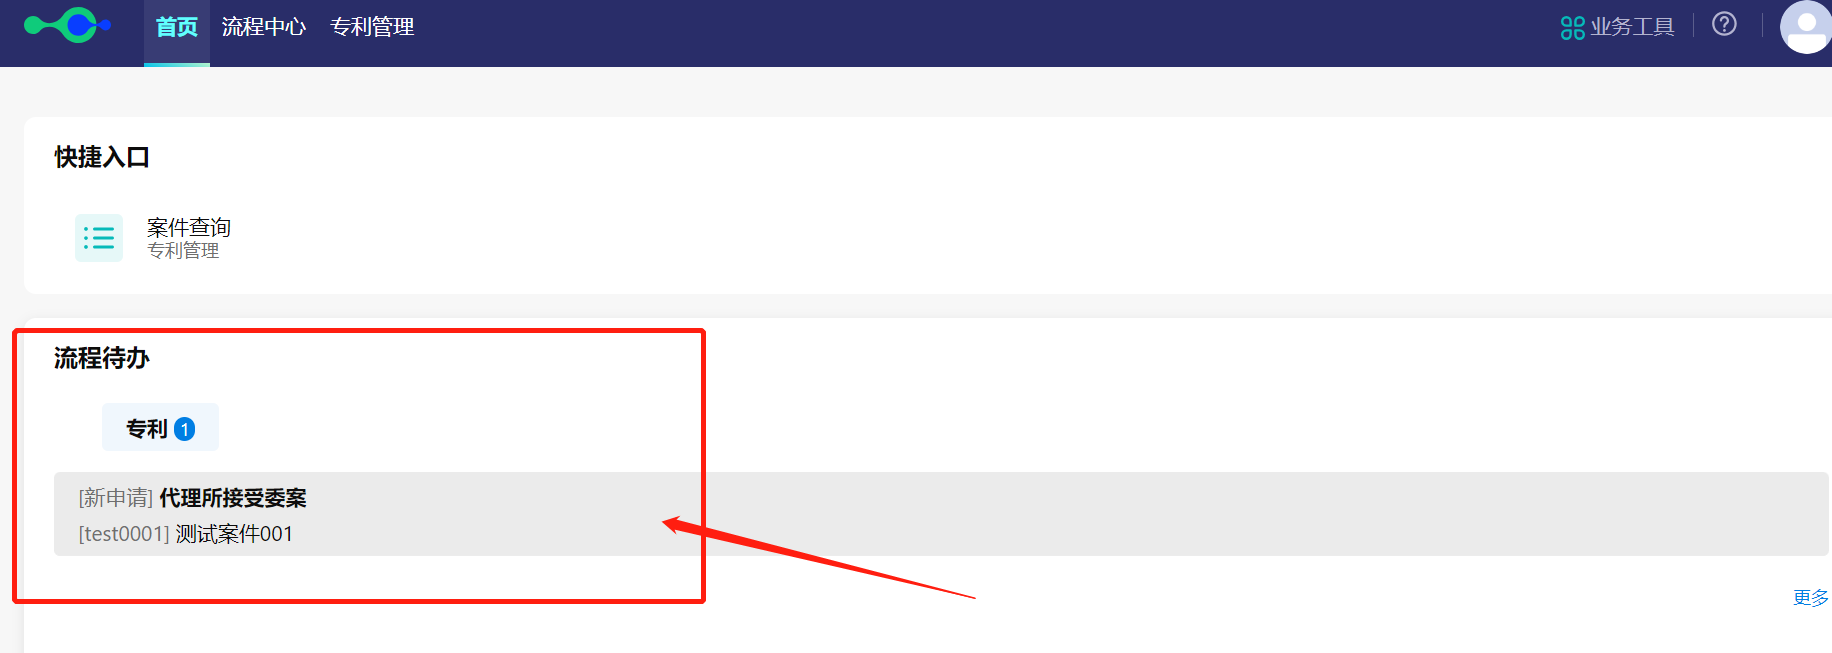 首页 流程中心 专利管理 业务工具
快捷入口
案件查询
专利管理
流程待办
专利 1
[新申请] 代理所接受委案
[test0001] 测试案件001
更多